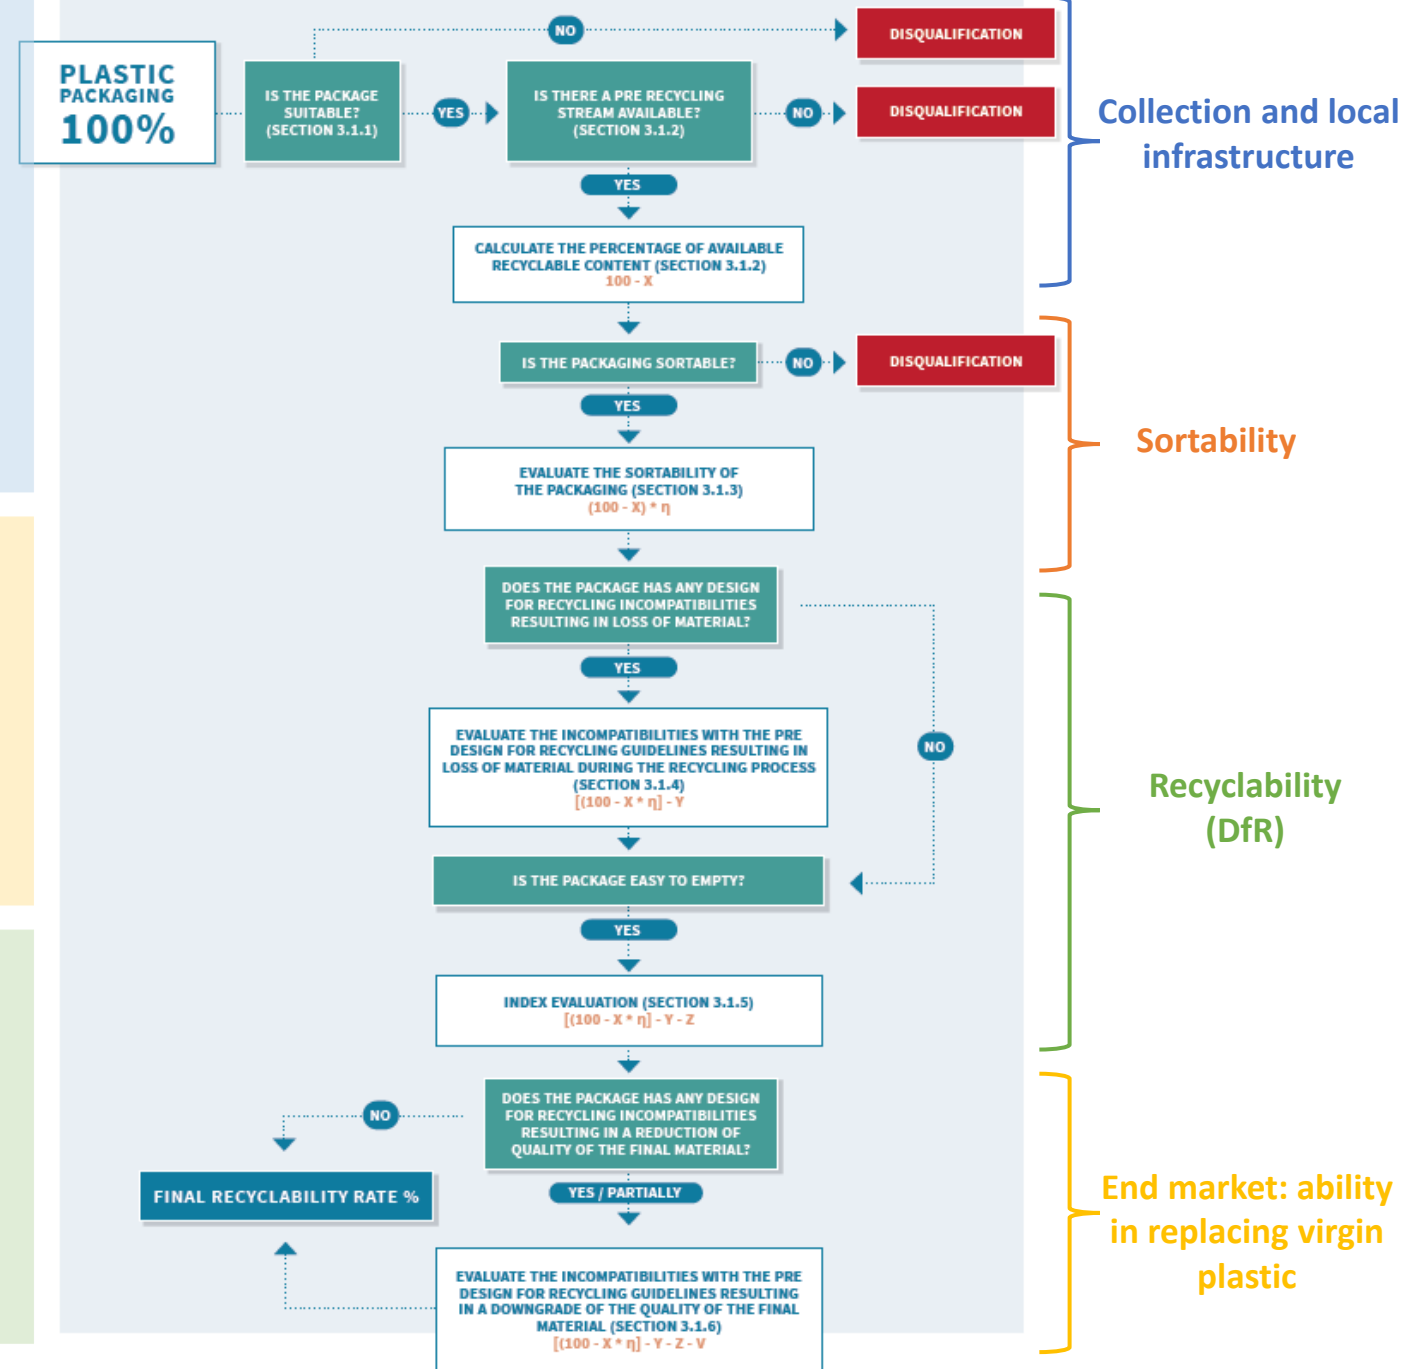 NO
DISQUALIFICATION
PLASTIC
PACKAGING
100%
IS THE PACKAGE
SUITABLE?
(SECTION 3.1.1)
YES
IS THERE A PRE RECYCLING
STREAM AVAILABLE?
(SECTION 3.1.2)
NO
DISQUALIFICATION
Collection and local
infrastructure
YES
CALCULATE THE PERCENTAGE OF AVAILABLE
RECYCLABLE CONTENT (SECTION 3.1.2)
100 - X
IS THE PACKAGING SORTABLE?
NO
DISQUALIFICATION
YES
Sortability
EVALUATE THE SORTABILITY OF
THE PACKAGING (SECTION 3.1.3)
(100 - X) * η
DOES THE PACKAGE HAS ANY DESIGN
FOR RECYCLING INCOMPATIBILITIES
RESULTING IN LOSS OF MATERIAL?
YES
EVALUATE THE INCOMPATIBILITIES WITH THE PRE
DESIGN FOR RECYCLING GUIDELINES RESULTING IN
LOSS OF MATERIAL DURING THE RECYCLING PROCESS
(SECTION 3.1.4)
[(100 - X * η] - Y
NO
Recyclability
(DfR)
IS THE PACKAGE EASY TO EMPTY?
YES
INDEX EVALUATION (SECTION 3.1.5)
[(100 - X * η] - Y - Z
DOES THE PACKAGE HAS ANY DESIGN
FOR RECYCLING INCOMPATIBILITIES
RESULTING IN A REDUCTION OF
QUALITY OF THE FINAL MATERIAL?
NO
YES / PARTIALLY
FINAL RECYCLABILITY RATE %
End market: ability
in replacing virgin
plastic
EVALUATE THE INCOMPATIBILITIES WITH THE PRE
DESIGN FOR RECYCLING GUIDELINES RESULTING
IN A DOWNGRADE OF THE QUALITY OF THE FINAL
MATERIAL (SECTION 3.1.6)
[(100 - X * η] - Y - Z - V